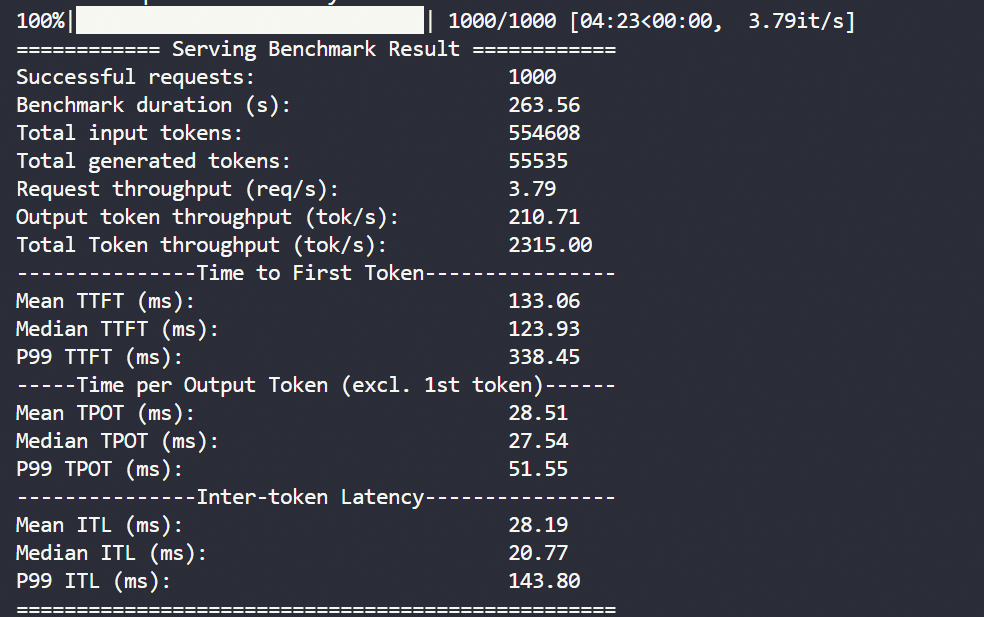 100%| | 1000/1000 [04:23<00:00,  3.79it/s]
============ Serving Benchmark Result ============
Successful requests:                     1000
Benchmark duration (s):                  263.56
Total input tokens:                      554608
Total generated tokens:                  55535
Request throughput (req/s):              3.79
Output token throughput (tok/s):         210.71
Total Token throughput (tok/s):          2315.00
---------------Time to First Token----------------
Mean TTFT (ms):                          133.06
Median TTFT (ms):                        123.93
P99 TTFT (ms):                           338.45
-----Time per Output Token (excl. 1st token)------
Mean TPOT (ms):                          28.51
Median TPOT (ms):                        27.54
P99 TPOT (ms):                           51.55
---------------Inter-token Latency----------------
Mean ITL (ms):                           28.19
Median ITL (ms):                         20.77
P99 ITL (ms):                            143.80
==================================================